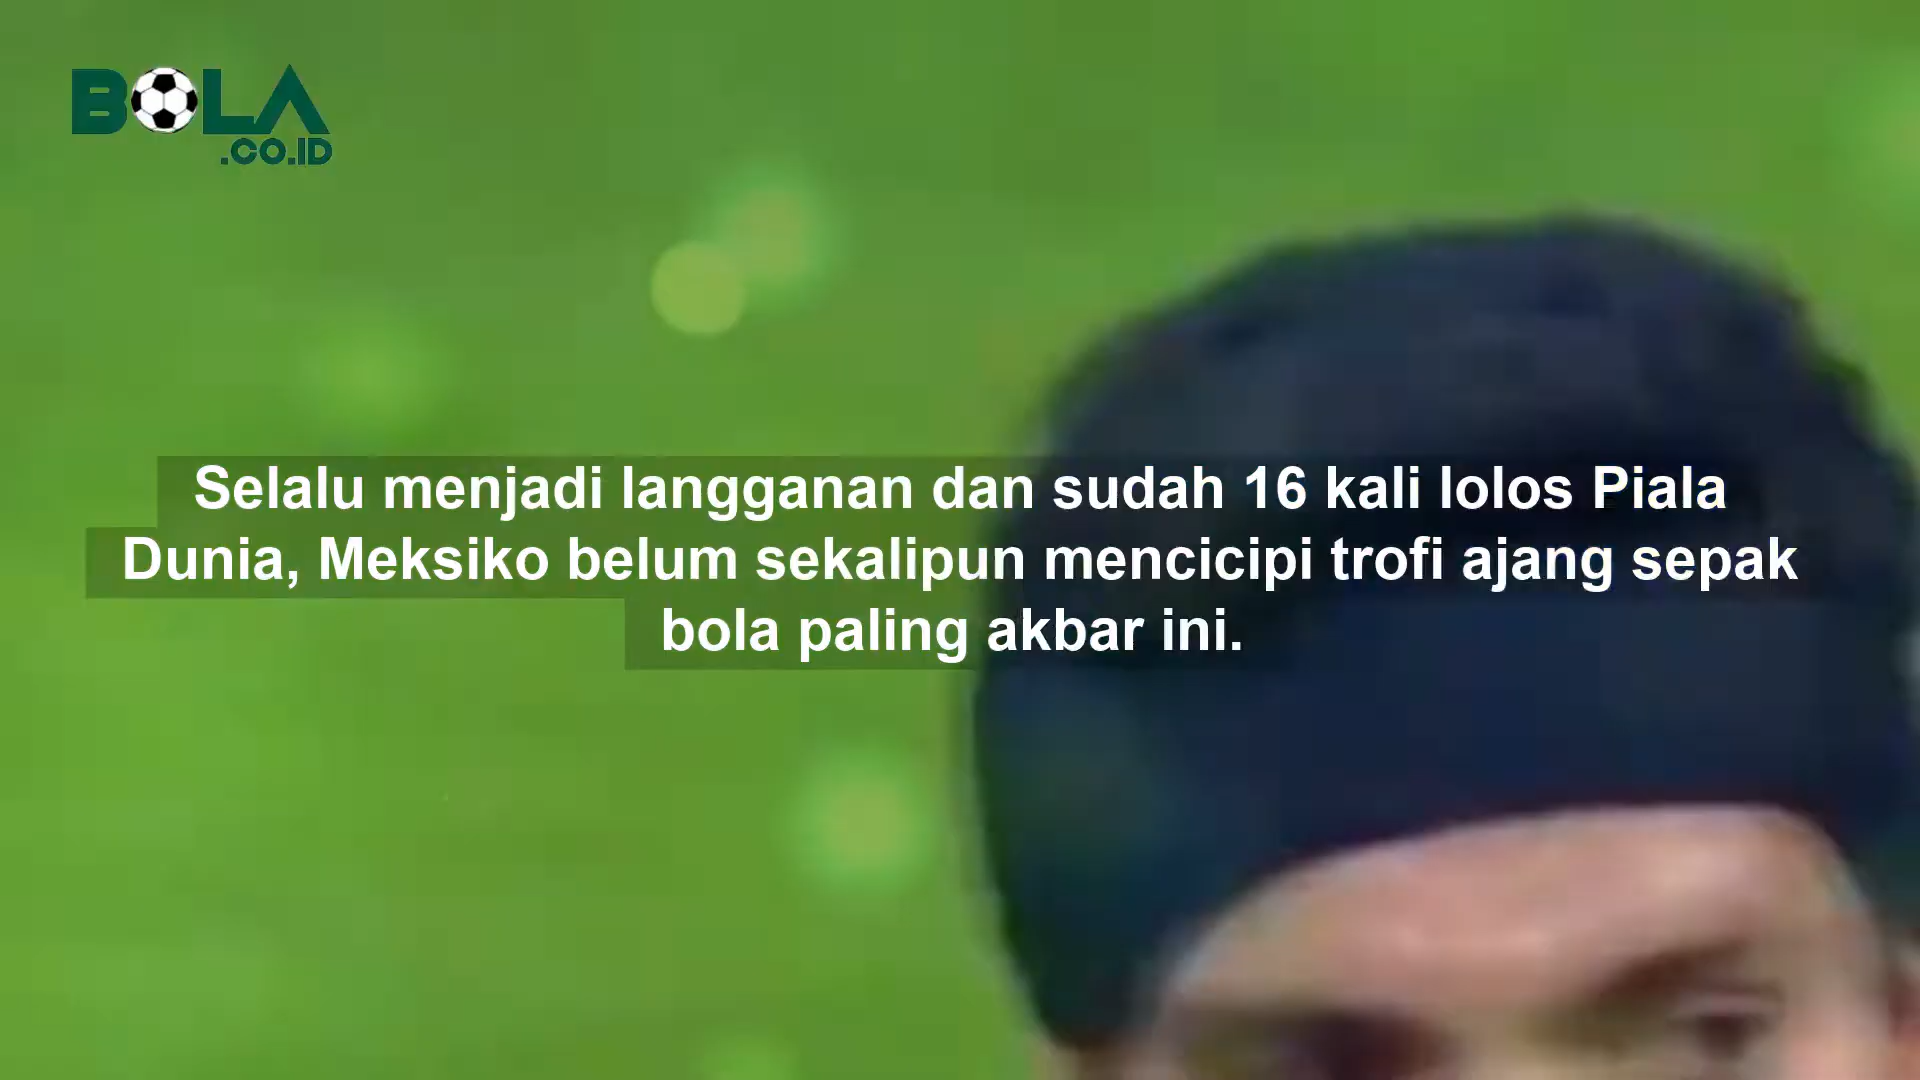 BOLA
.CO.ID
Selalu menjadi langganan dan sudah 16 kali lolos Piala
Dunia, Meksiko belum sekalipun mencicipi trofi ajang sepak
bola paling akbar ini.